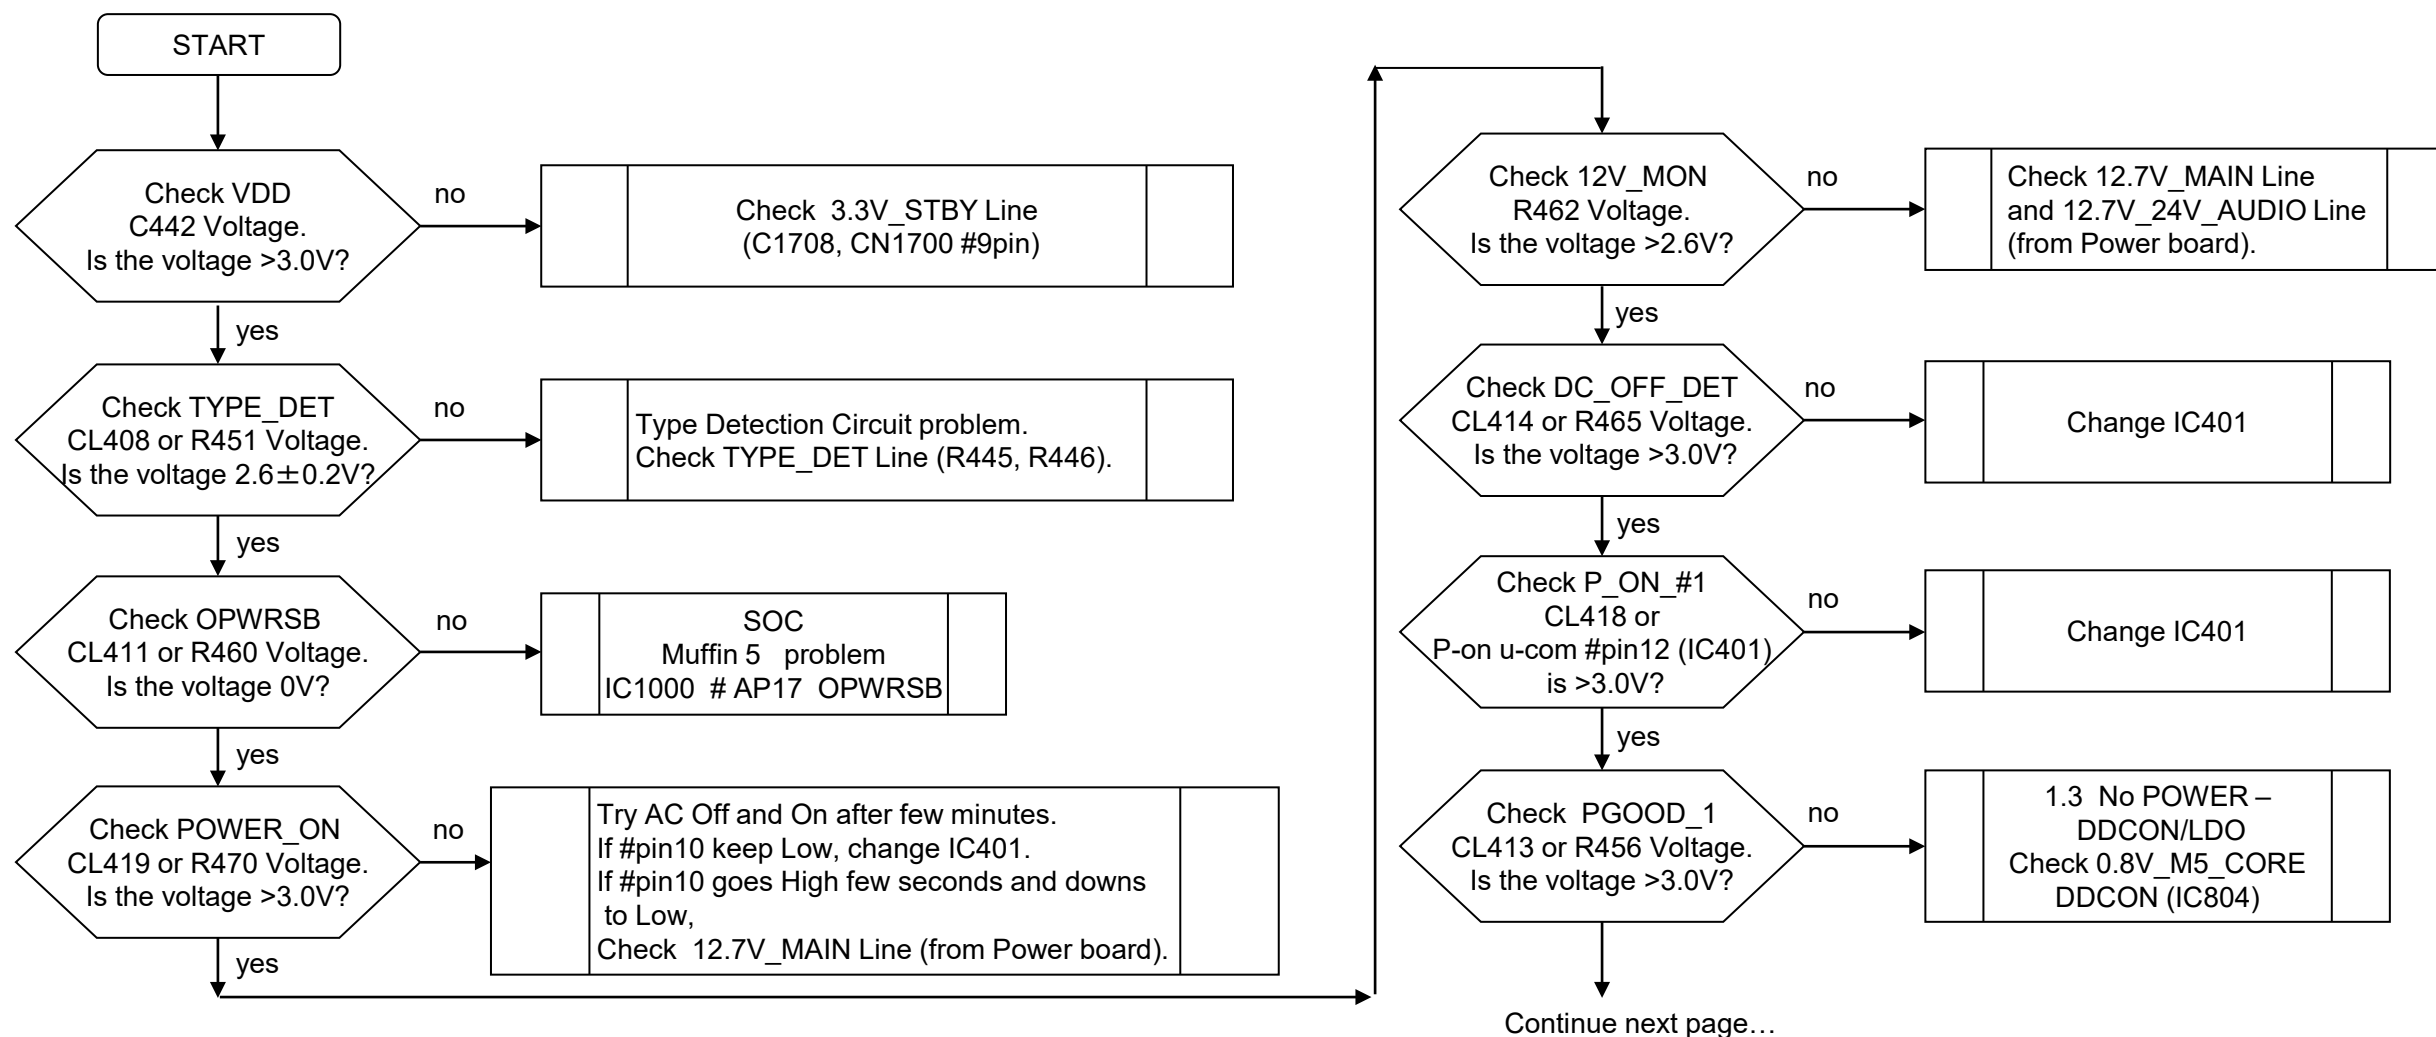 START
Check VDD
C442 Voltage.
Is the voltage >3.0V?
no
Check 3.3V_STBY Line
(C1708, CN1700 #9pin)
yes
Check TYPE_DET
CL408 or R451 Voltage.
Is the voltage 2.6±0.2V?
no
Type Detection Circuit problem.
Check TYPE_DET Line (R445, R446).
yes
Check OPWRSB
CL411 or R460 Voltage.
Is the voltage 0V?
no
SOC
Muffin 5 problem
IC1000 # AP17 OPWRSB
yes
Check POWER_ON
CL419 or R470 Voltage.
Is the voltage >3.0V?
no
Try AC Off and On after few minutes.
If #pin10 keep Low, change IC401.
If #pin10 goes High few seconds and downs
to Low,
Check 12.7V_MAIN Line (from Power board).
yes
Check 12V_MON
R462 Voltage.
Is the voltage >2.6V?
no
Check 12.7V_MAIN Line
and 12.7V_24V_AUDIO Line
(from Power board).
yes
Check DC_OFF_DET
CL414 or R465 Voltage.
Is the voltage >3.0V?
no
Change IC401
yes
Check P_ON_#1
CL418 or
P-on u-com #pin12 (IC401)
is >3.0V?
no
Change IC401
yes
Check PGOOD_1
CL413 or R456 Voltage.
Is the voltage >3.0V?
no
1.3 No POWER –
DDCON/LDO
Check 0.8V_M5_CORE
DDCON (IC804)
Continue next page…